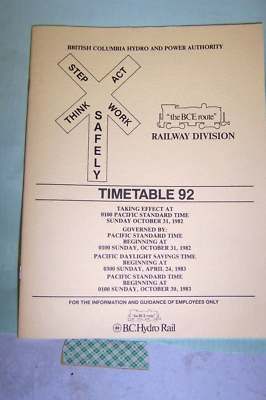 BRITISH COLUMBIA HYDRO AND POWER AUTHORITY
STEP
ACT
THINK
WORK
SAFELY
"the BCE route"
RAILWAY DIVISION
TIMETABLE 92
TAKING EFFECT AT
0100 PACIFIC STANDARD TIME
SUNDAY OCTOBER 31, 1982
GOVERNED BY:
PACIFIC STANDARD TIME
BEGINNING AT
0100 SUNDAY, OCTOBER 31, 1982
PACIFIC DAYLIGHT SAVINGS TIME
BEGINNING AT
0300 SUNDAY, APRIL 24, 1983
PACIFIC STANDARD TIME
BEGINNING AT
0100 SUNDAY, OCTOBER 30, 1983
FOR THE INFORMATION AND GUIDANCE OF EMPLOYEES ONLY
B.C.Hydro Rail